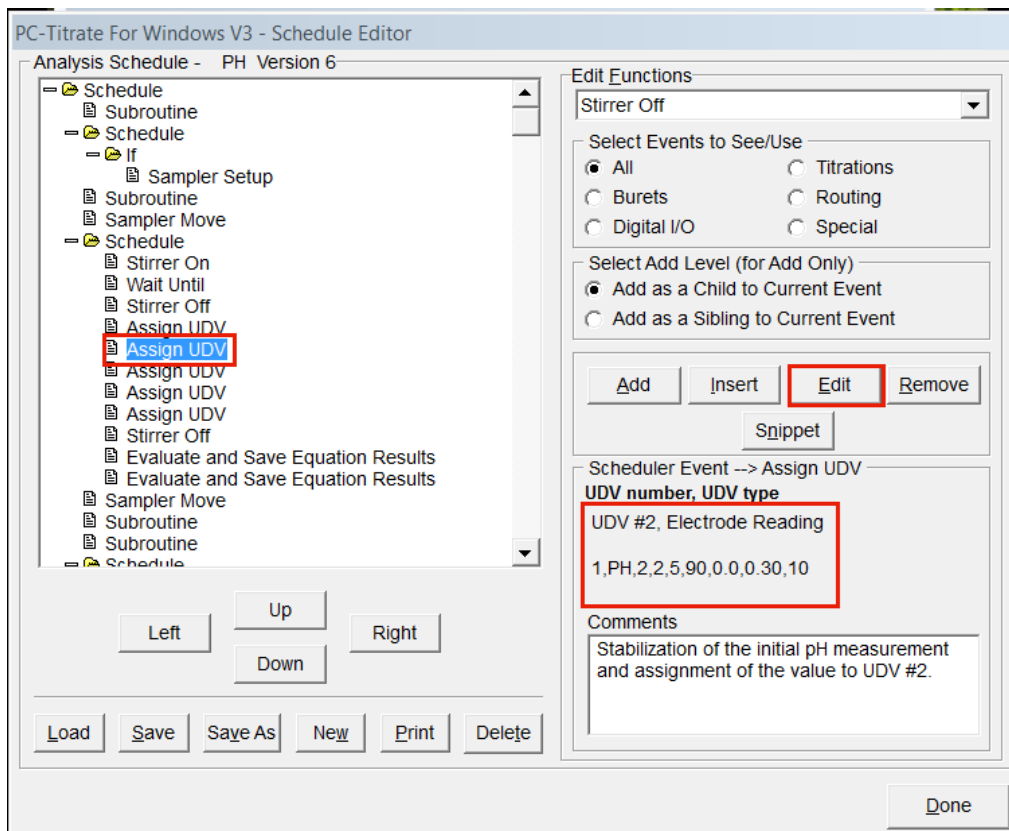 PC-Titrate For Windows V3 - Schedule Editor
Analysis Schedule - PH Version 6
Schedule
Subroutine
Schedule
If
Sampler Setup
Subroutine
Sampler Move
Schedule
Stirrer On
Wait Until
Stirrer Off
Assign UDV
Assign UDV
Assign UDV
Assign UDV
Assign UDV
Stirrer Off
Evaluate and Save Equation Results
Evaluate and Save Equation Results
Sampler Move
Subroutine
Subroutine
Schedule
Left
Up
Down
Right
Load
Save
Save As
New
Print
Delete
Edit Functions
Stirrer Off
Select Events to See/Use
All
Titrations
Burets
Routing
Digital I/O
Special
Select Add Level (for Add Only)
Add as a Child to Current Event
Add as a Sibling to Current Event
Add
Insert
Edit
Remove
Snippet
Scheduler Event --> Assign UDV
UDV number, UDV type
UDV #2, Electrode Reading
1,PH,2,2,5,90,0.0,0.30,10
Comments
Stabilization of the initial pH measurement
and assignment of the value to UDV #2.
Done